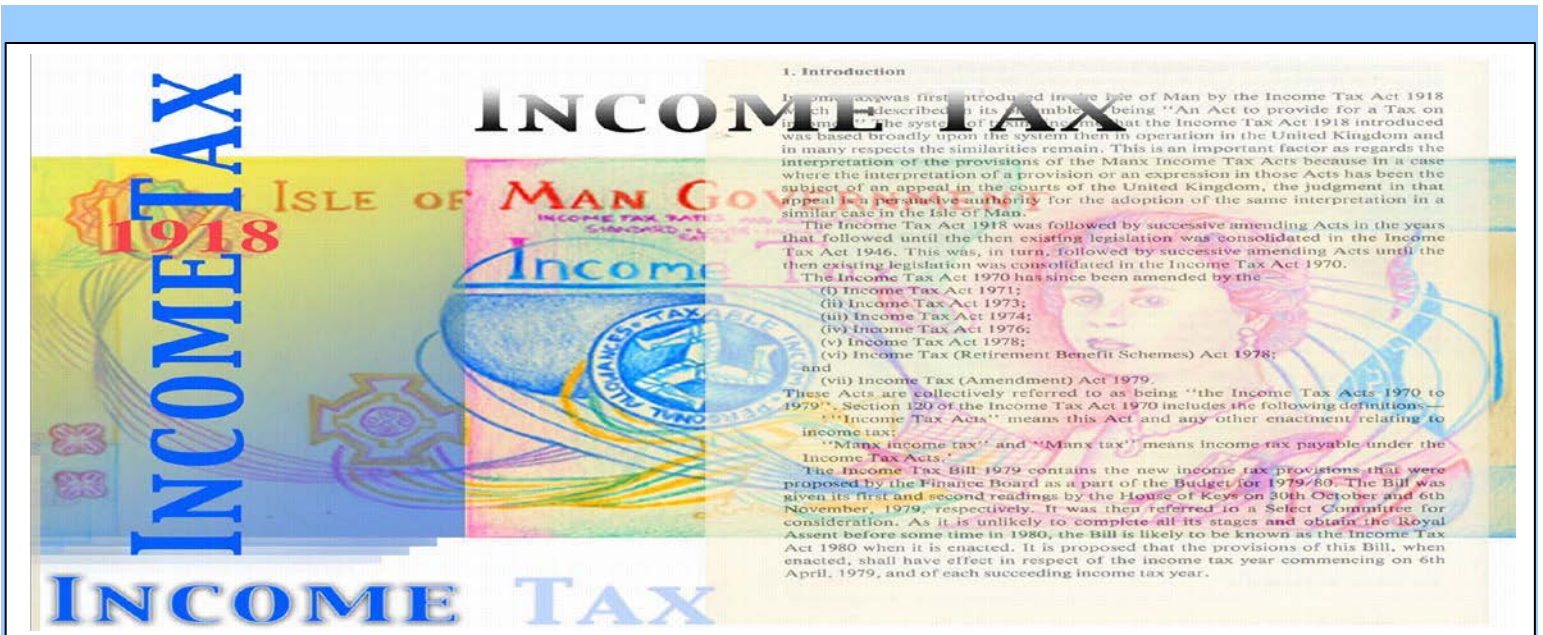 INCOME TAX
INCOME TAX
1918
ISLE OF MAN GOVERNMENT
INCOME TAX RATES
STANDARD LOWER
RATE
Income T
TAXABLE INCOME
ALLOWANCES
INCOME TAX
1. Introduction
Income Tax was first introduced in the Isle of Man by the Income Tax Act 1918
which described in its preamble being "An Act to provide for a Tax on
The system of that the Income Tax Act 1918 introduced
was based broadly upon the system then in operation in the United Kingdom and
in many respects the similarities remain. This is an important factor as regards the
interpretation of the provisions of the Manx Income Tax Acts because in a case
where the interpretation of a provision or an expression in those Acts has been the
subject of an appeal in the courts of the United Kingdom, the judgment in that
appeal is a persuasive authority for the adoption of the same interpretation in a
similar case in the Isle of Man.
The Income Tax Act 1918 was followed by successive amending Acts in the years
that followed until the then existing legislation was consolidated in the Income
Tax Act 1946. This was, in turn, followed by successive amending Acts until the
then existing legislation was consolidated in the Income Tax Act 1970.
The Income Tax Act 1970 has since been amended by the—
(i) Income Tax Act 1971;
(ii) Income Tax Act 1973;
(iii) Income Tax Act 1974;
(iv) Income Tax Act 1976;
(v) Income Tax Act 1978;
(vi) Income Tax (Retirement Benefit Schemes) Act 1978;
and
(vii) Income Tax (Amendment) Act 1979.
These Acts are collectively referred to as being "the Income Tax Acts 1970 to
1979". Section 120 of the Income Tax Act 1970 includes the following definitions—
'"Income Tax Acts" means this Act and any other enactment relating to
income tax;
"Manx income tax" and "Manx tax" means income tax payable under the
Income Tax Acts.'
The Income Tax Bill 1979 contains the new income tax provisions that were
proposed by the Finance Board as a part of the Budget for 1979/80. The Bill was
given its first and second readings by the House of Keys on 30th October and 6th
November, 1979, respectively. It was then referred to a Select Committee for
consideration. As it is unlikely to complete all its stages and obtain the Royal
Assent before some time in 1980, the Bill is likely to be known as the Income Tax
Act 1980 when it is enacted. It is proposed that the provisions of this Bill, when
enacted, shall have effect in respect of the income tax year commencing on 6th
April, 1979, and of each succeeding income tax year.